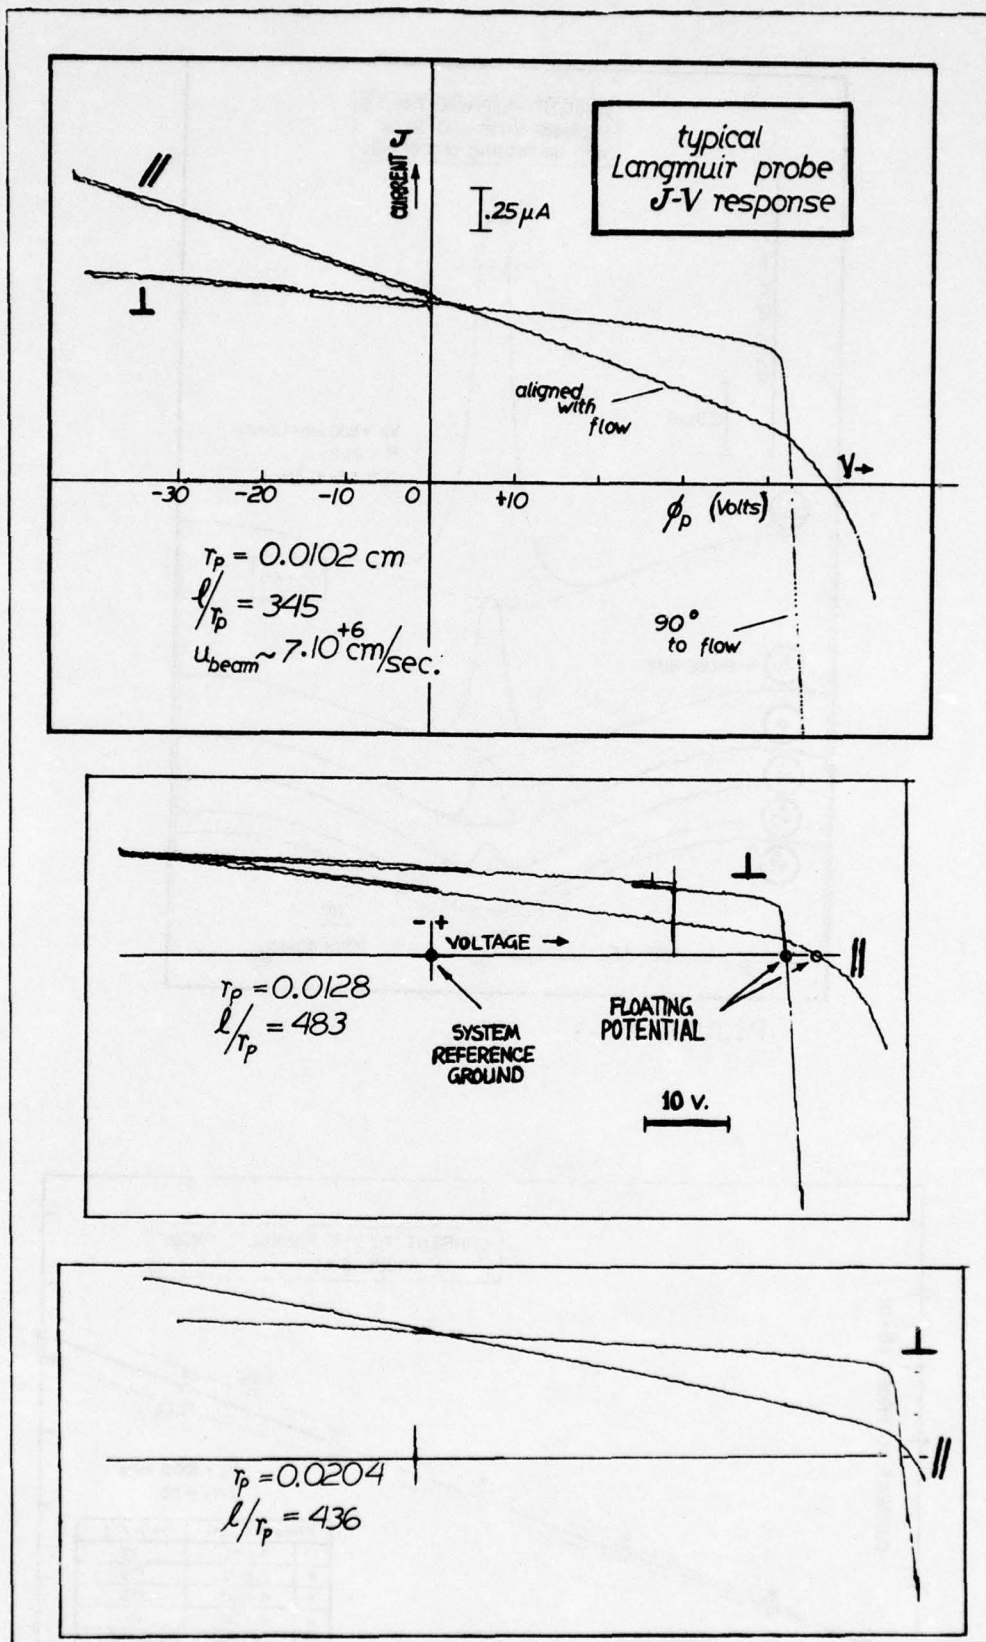 typical
Langmuir probe
J-V response
CURRENT J
.25 μA
//
⊥
aligned
with
flow
V→
-30 -20 -10 0 +10
ϕp (Volts)
rp = 0.0102 cm
ℓ/rp = 345
ubeam ~ 7.10+6 cm/sec.
90°
to flow
⊥
- +
VOLTAGE →
//
rp = 0.0128
ℓ/rp = 483
SYSTEM
REFERENCE
GROUND
FLOATING
POTENTIAL
10 V.
⊥
//
rp = 0.0204
ℓ/rp = 436